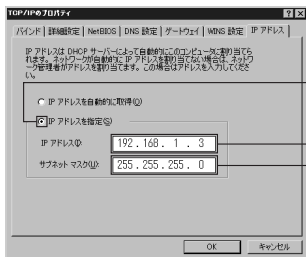 TCP/IPのプロパティ
バインド 詳細設定 NetBIOS DNS 設定 ゲートウェイ WINS 設定 IP アドレス
IP アドレスは DHCP サーバーによって自動的にこのコンピュータに割り当てら
れます。ネットワークが自動的に IP アドレスを割り当てない場合は、ネットワ
ーク管理者がアドレスを割り当てます。この場合はアドレスを入力してくださ
い。
IP アドレスを自動的に取得(O)
IP アドレスを指定(S)
IP アドレス(I): 192.168. 1 . 3
サブネット マスク(U): 255.255.255. 0
OK キャンセル